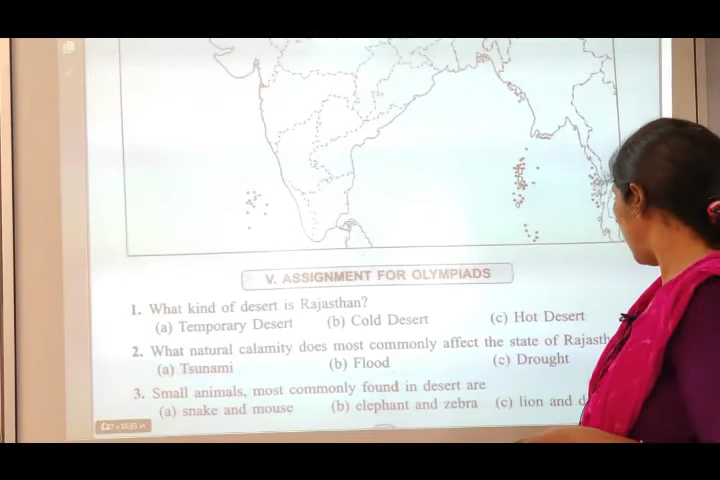 V. ASSIGNMENT FOR OLYMPIADS
1. What kind of desert is Rajasthan?
(a) Temporary Desert (b) Cold Desert (c) Hot Desert
2. What natural calamity does most commonly affect the state of
(a) Tsunami (b) Flood (c) Drought
3. Small animals, most commonly found in desert are
(a) snake and mouse (b) elephant and zebra (c) lion and